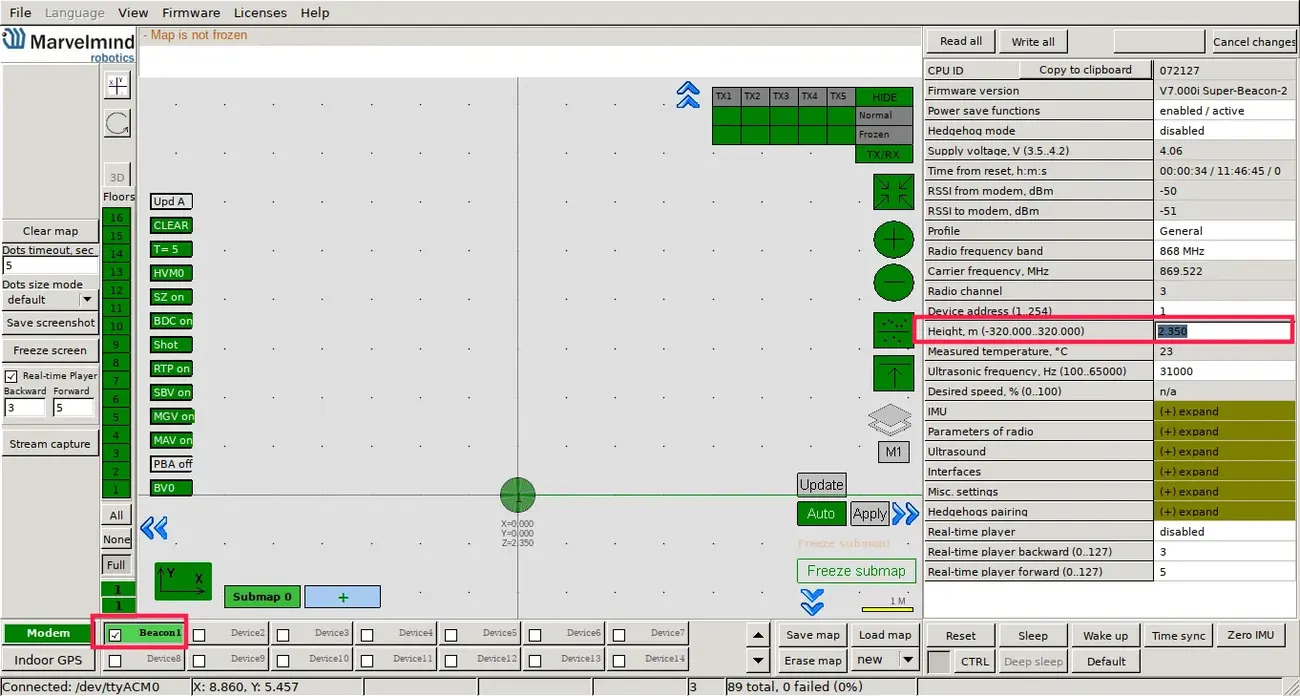 File Language View Firmware Licenses Help
Marvelmind
robotics
- Map is not frozen
Read all Write all Cancel changes
CPU ID Copy to clipboard 072127
Firmware version V7.000i Super-Beacon-2
Power save functions enabled / active
Hedgehog mode disabled
Supply voltage, V (3.5..4.2) 4.06
Time from reset, h:m:s 00:00:34 / 11:46:45 / 0
RSSI from modem, dBm -50
RSSI to modem, dBm -51
Profile General
Radio frequency band 868 MHz
Carrier frequency, MHz 869.522
Radio channel 3
Device address (1..254) 1
Height, m (-320.000..320.000) 2.350
Measured temperature, °C 23
Ultrasonic frequency, Hz (100..65000) 31000
Desired speed, % (0..100) n/a
IMU (+) expand
Parameters of radio (+) expand
Ultrasound (+) expand
Interfaces (+) expand
Misc. settings (+) expand
Hedgehogs pairing (+) expand
Real-time player disabled
Real-time player backward (0..127) 3
Real-time player forward (0..127) 5
TX1 TX2 TX3 TX4 TX5 HIDE
Normal
Frozen
TX/RX
3D
Floors
16
15
14
13
12
11
10
9
8
7
6
5
4
3
2
1
All
None
Full
1
1
Clear map
Dots timeout, sec
5
Dots size mode
default
Save screenshot
Freeze screen
Real-time Player
Backward Forward
3 5
Stream capture
Upd A
CLEAR
T= 5
HVM0
SZ on
BDC on
Shot
RTP on
SBV on
MGV on
MAV on
PBA off
BV0
M1
1
X=0.000
Y=0.000
Z=2.350
Update
Auto Apply
Freeze submap!
Freeze submap
1 M
Y X
Submap 0 +
Modem Beacon1 Device2 Device3 Device4 Device5 Device6 Device7
Indoor GPS Device8 Device9 Device10 Device11 Device12 Device13 Device14
Save map Load map
Erase map new
Reset Sleep Wake up Time sync Zero IMU
CTRL Deep sleep Default
Connected: /dev/ttyACM0 X: 8.860, Y: 5.457 3 89 total, 0 failed (0%)